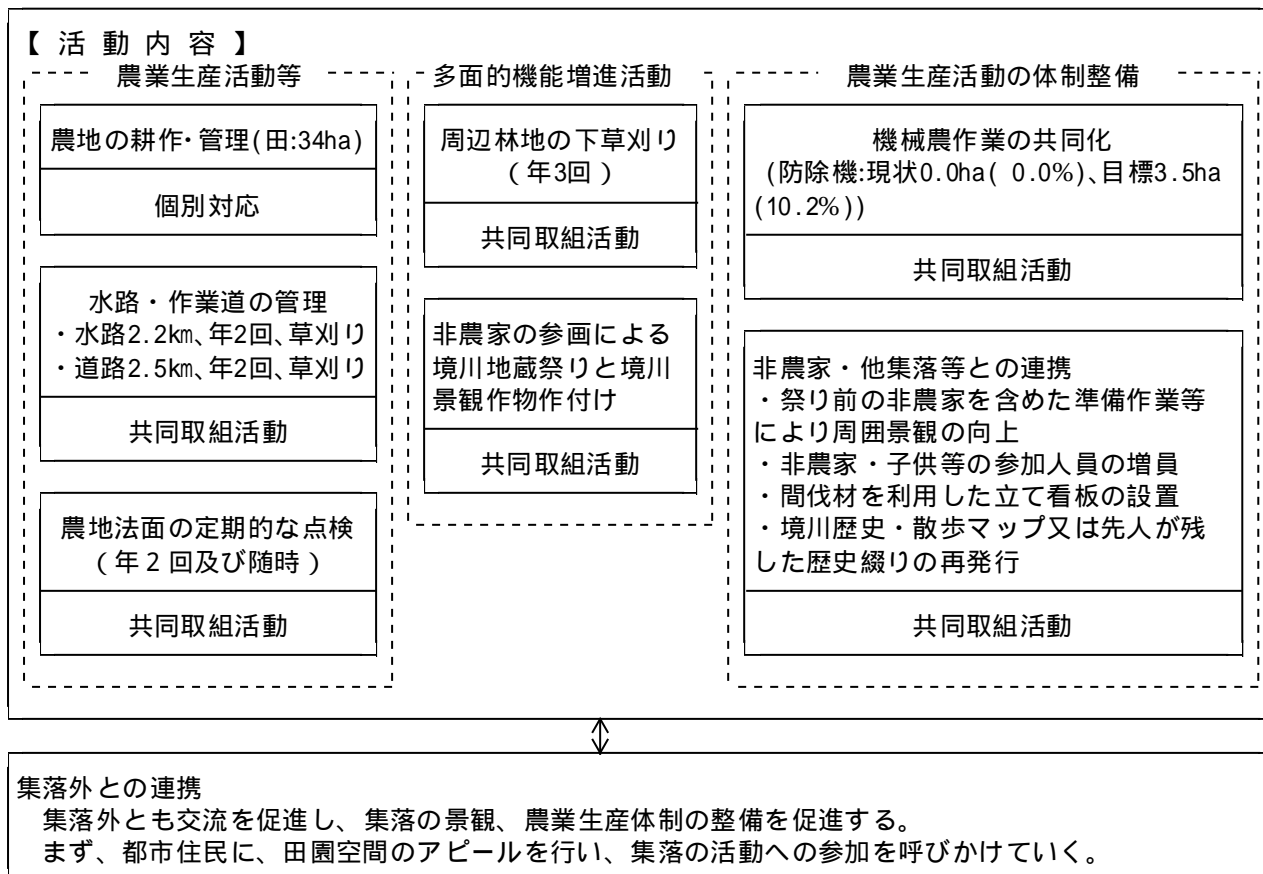 【 活 動 内 容 】
農業生産活動等
農地の耕作・管理(田:34ha)
個別対応
水路・作業道の管理
・水路2.2㎞、年2回、草刈り
・道路2.5㎞、年2回、草刈り
共同取組活動
農地法面の定期的な点検
(年2回及び随時)
共同取組活動
多面的機能増進活動
周辺林地の下草刈り
(年3回)
共同取組活動
非農家の参画による
境川地蔵祭りと境川
景観作物作付け
共同取組活動
農業生産活動の体制整備
機械農作業の共同化
(防除機:現状0.0ha( 0.0%)、目標3.5ha
(10.2%))
共同取組活動
非農家・他集落等との連携
・祭り前の非農家を含めた準備作業等
により周囲景観の向上
・非農家・子供等の参加人員の増員
・間伐材を利用した立て看板の設置
・境川歴史・散歩マップ又は先人が残
した歴史綴りの再発行
共同取組活動
集落外との連携
集落外とも交流を促進し、集落の景観、農業生産体制の整備を促進する。
まず、都市住民に、田園空間のアピールを行い、集落の活動への参加を呼びかけていく。